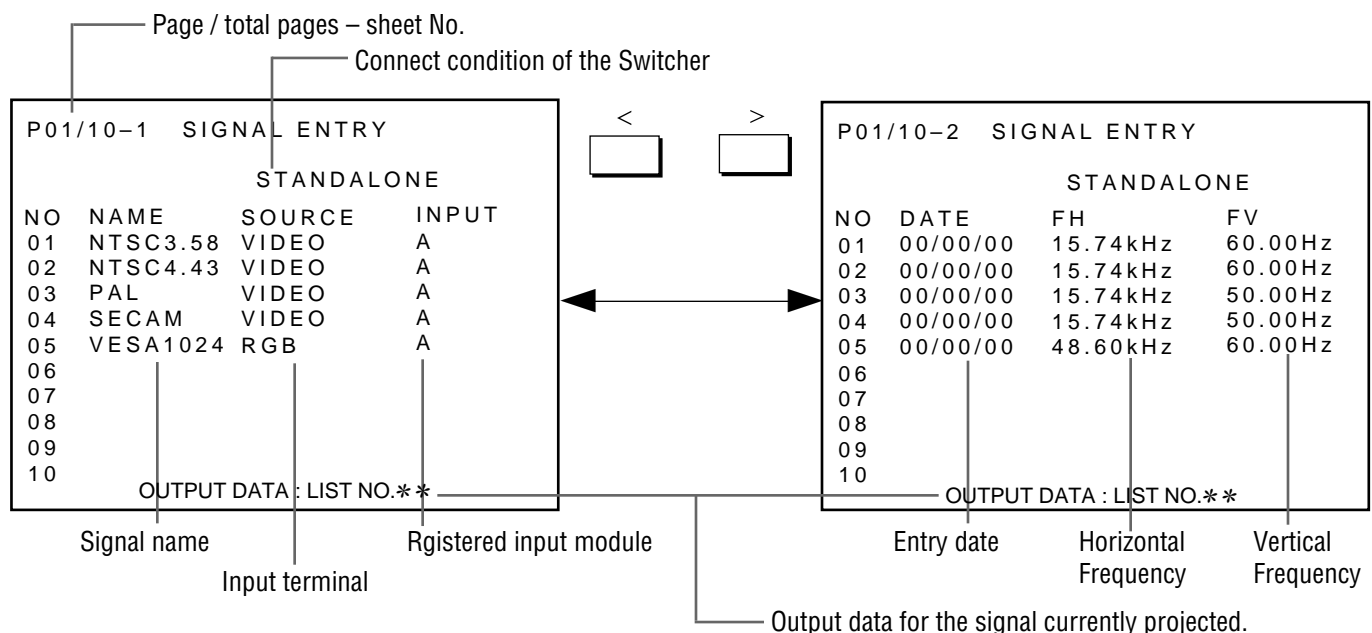 Page / total pages – sheet No.
Connect condition of the Switcher
P01/10–1 SIGNAL ENTRY
STANDALONE
NO NAME SOURCE INPUT
01 NTSC3.58 VIDEO A
02 NTSC4.43 VIDEO A
03 PAL VIDEO A
04 SECAM VIDEO A
05 VESA1024 RGB A
06
07
08
09
10
OUTPUT DATA : LIST NO.**
< >
P01/10–2 SIGNAL ENTRY
STANDALONE
NO DATE FH FV
01 00/00/00 15.74kHz 60.00Hz
02 00/00/00 15.74kHz 60.00Hz
03 00/00/00 15.74kHz 50.00Hz
04 00/00/00 15.74kHz 50.00Hz
05 00/00/00 48.60kHz 60.00Hz
06
07
08
09
10
OUTPUT DATA : LIST NO.**
Signal name
Input terminal
Rgistered input module
Entry date
Horizontal
Frequency
Vertical
Frequency
Output data for the signal currently projected.